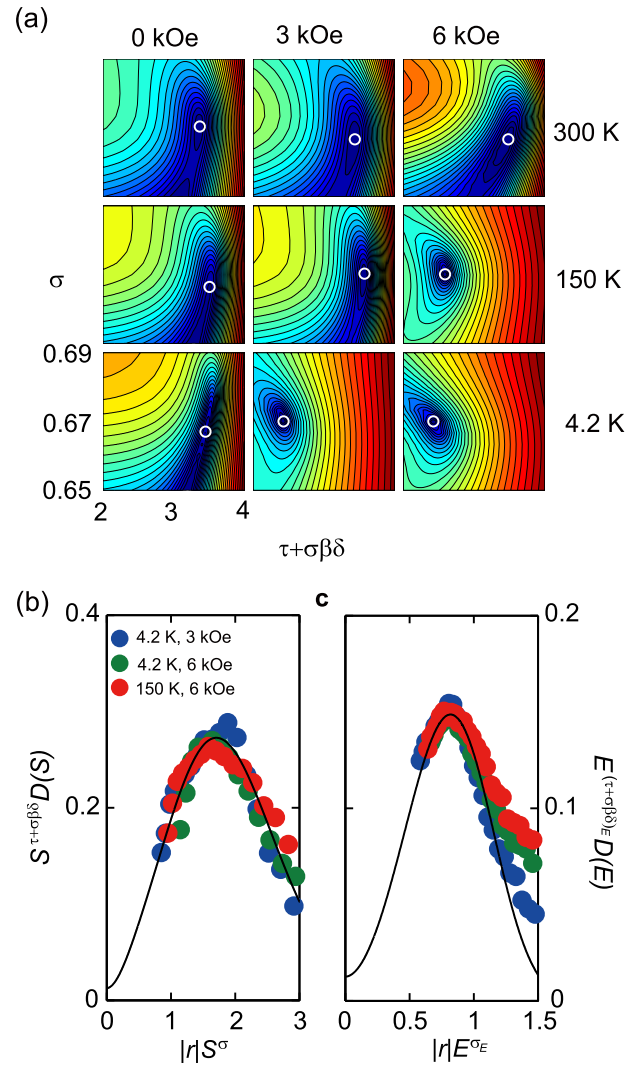 (a)
0 kOe 3 kOe 6 kOe
300 K
σ
150 K
0.69
0.67
4.2 K
0.65
2 3 4
τ+σβδ
(b) c
0.4 0.2
4.2 K, 3 kOe
4.2 K, 6 kOe
150 K, 6 kOe
S^{τ+σβδ}D(S)
E^{(τ+σβδ)_E}D(E)
0.2 0.1
0 0
0 1 2 3 0 0.5 1 1.5
|r|S^σ |r|E^{σ_E}